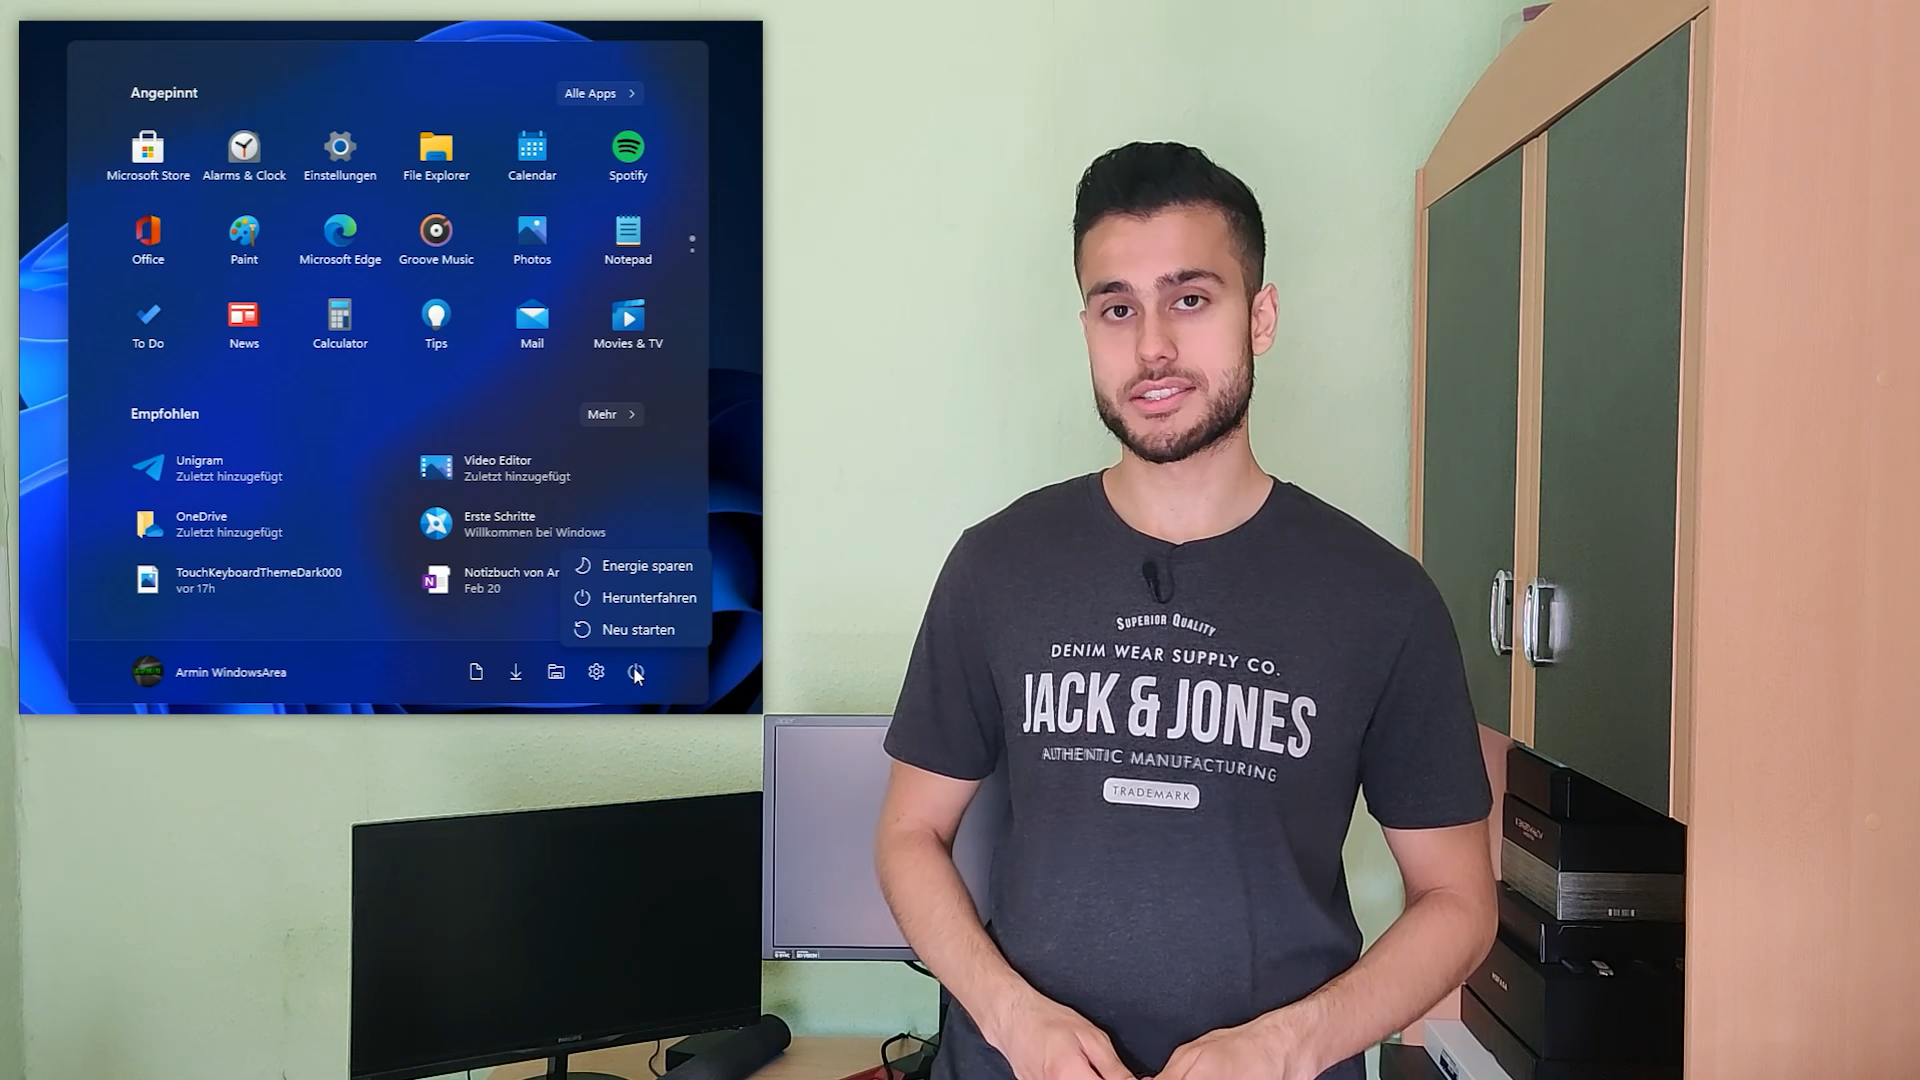 Angepinnt
Alle Apps
Microsoft Store
Alarms & Clock
Einstellungen
File Explorer
Calendar
Spotify
Office
Paint
Microsoft Edge
Groove Music
Photos
Notepad
To Do
News
Calculator
Tips
Mail
Movies & TV
Empfohlen
Mehr
Unigram
Zuletzt hinzugefügt
Video Editor
Zuletzt hinzugefügt
OneDrive
Zuletzt hinzugefügt
Erste Schritte
Willkommen bei Windows
TouchKeyboardThemeDark000
vor 17h
Notizbuch von Ar
Feb 20
Energie sparen
Herunterfahren
Neu starten
Armin WindowsArea
SUPERIOR QUALITY
DENIM WEAR SUPPLY CO.
JACK & JONES
AUTHENTIC MANUFACTURING
TRADEMARK
acer
PHILIPS